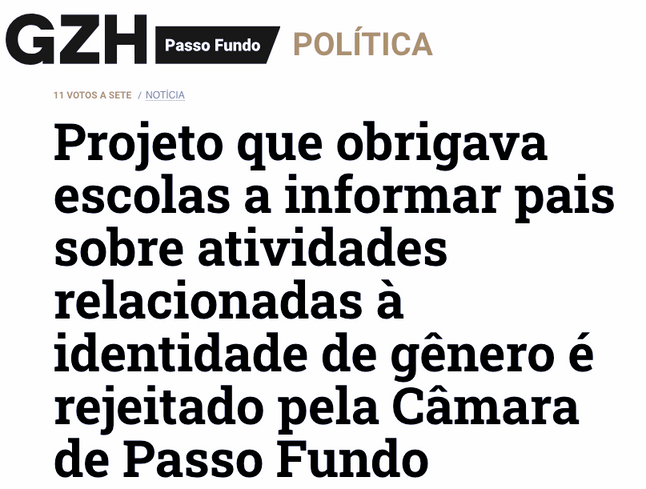 GZH Passo Fundo POLÍTICA
11 VOTOS A SETE / NOTÍCIA
Projeto que obrigava
escolas a informar pais
sobre atividades
relacionadas à
identidade de gênero é
rejeitado pela Câmara
de Passo Fundo